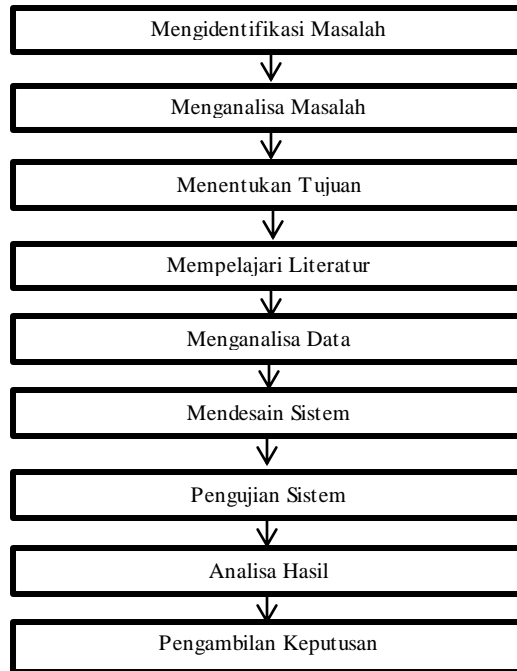 Mengidentifikasi Masalah
Menganalisa Masalah
Menentukan Tujuan
Mempelajari Literatur
Menganalisa Data
Mendesain Sistem
Pengujian Sistem
Analisa Hasil
Pengambilan Keputusan